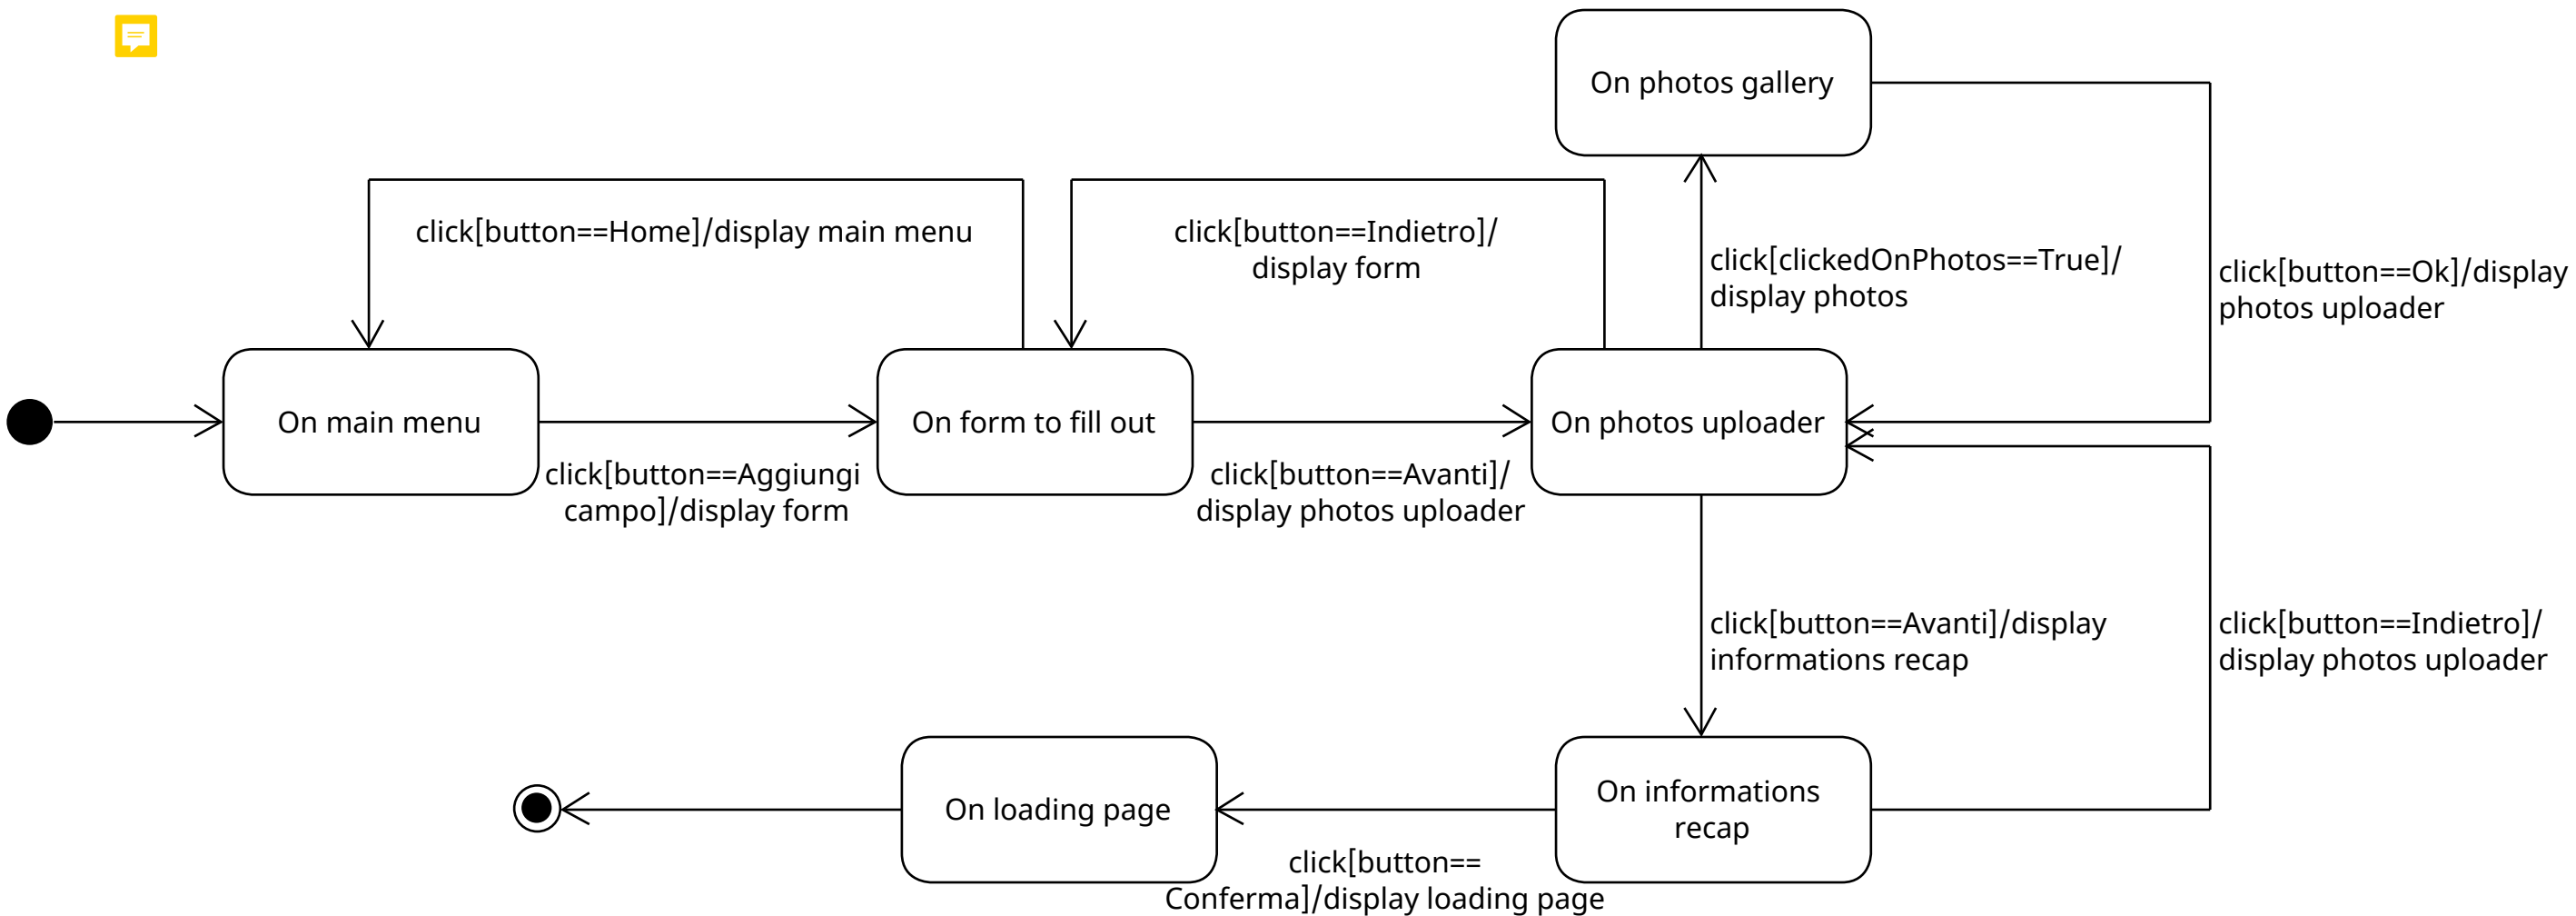 On photos gallery
click[button==Home]/display main menu
click[button==Indietro]/
display form
click[clickedOnPhotos==True]/
display photos
click[button==Ok]/display
photos uploader
On main menu
On form to fill out
On photos uploader
click[button==Aggiungi
campo]/display form
click[button==Avanti]/
display photos uploader
click[button==Avanti]/display
informations recap
click[button==Indietro]/
display photos uploader
On loading page
On informations
recap
click[button==
Conferma]/display loading page